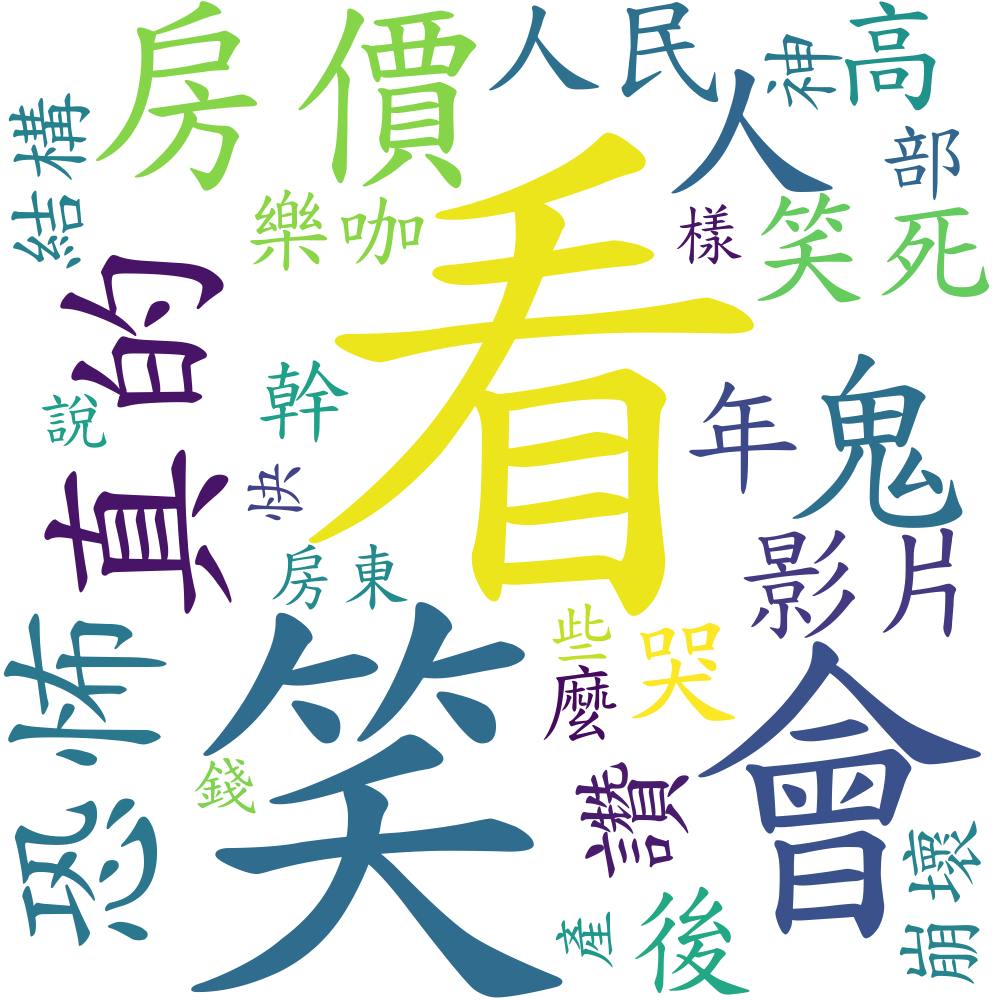 房價
人民
神
高
人
部
結構
樂咖
樣
笑死
看
真的
說
幹
年
鬼
快
影片
房東
些
麼
哭
恐怖
笑
會
錢
讚
崩壞
產
後